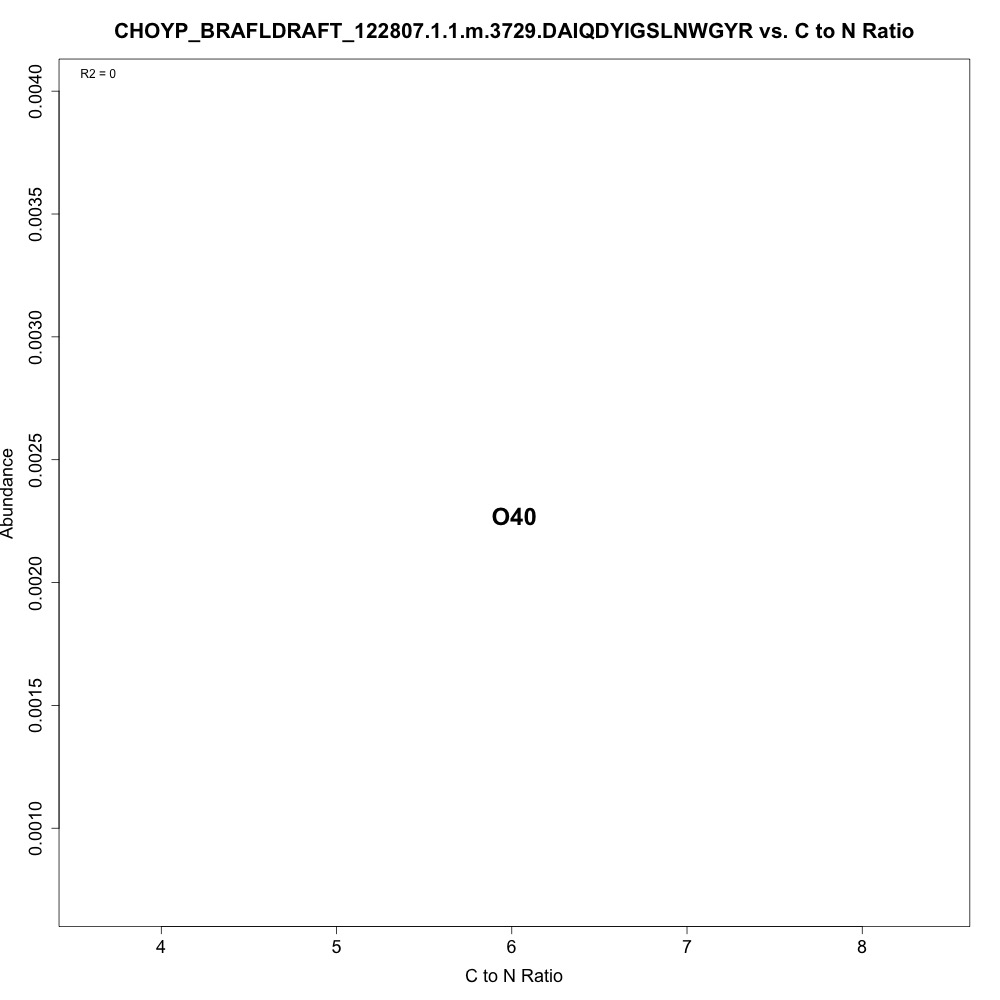 CHOYP_BRAFLDRAFT_122807.1.1.m.3729.DAIQDYIGSLNWGYR vs. C to N Ratio
R2 = 0
0.0040
0.0035
0.0030
0.0025
0.0020
0.0015
0.0010
Abundance
O40
4 5 6 7 8
C to N Ratio